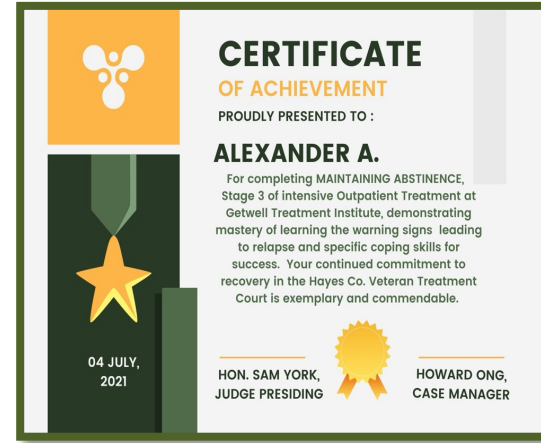 CERTIFICATE
OF ACHIEVEMENT
PROUDLY PRESENTED TO :
ALEXANDER A.
For completing MAINTAINING ABSTINENCE,
Stage 3 of intensive Outpatient Treatment at
Getwell Treatment Institute, demonstrating
mastery of learning the warning signs leading
to relapse and specific coping skills for
success. Your continued commitment to
recovery in the Hayes Co. Veteran Treatment
Court is exemplary and commendable.
04 JULY,
2021
HON. SAM YORK,
JUDGE PRESIDING
HOWARD ONG,
CASE MANAGER